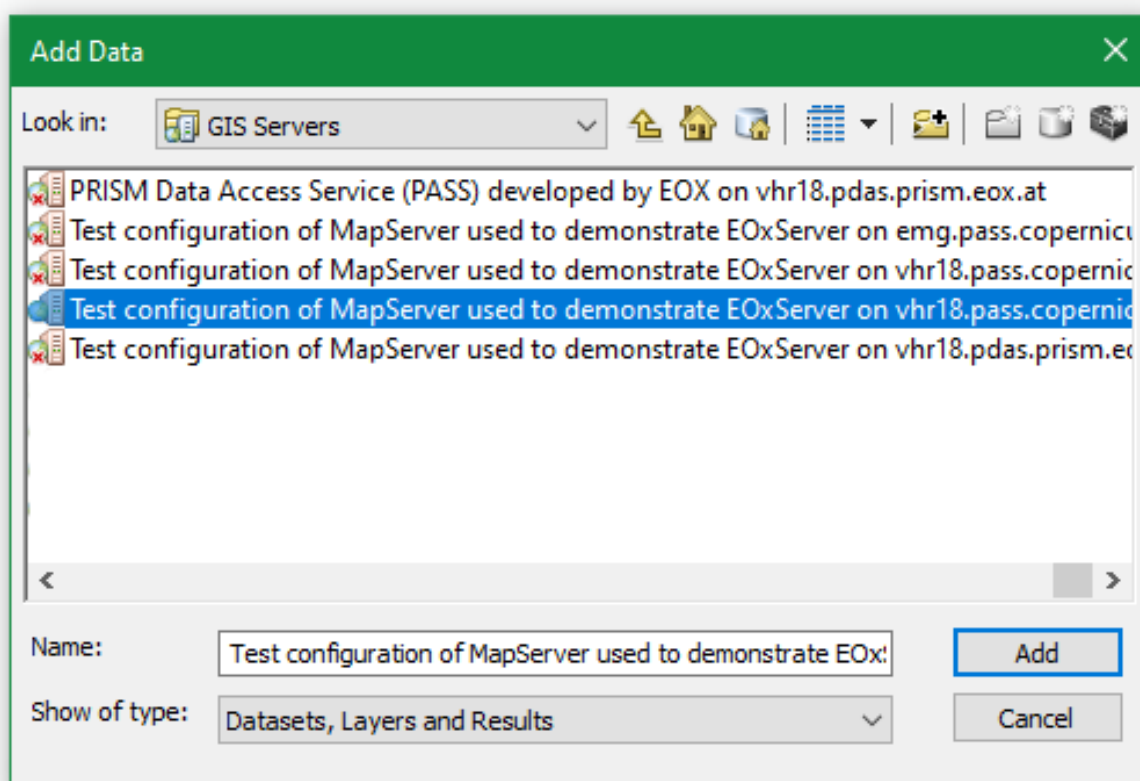 Add Data
Look in:
GIS Servers
PRISM Data Access Service (PASS) developed by EOX on vhr18.pdas.prism.eox.at
Test configuration of MapServer used to demonstrate EOxServer on emg.pass.copernicu
Test configuration of MapServer used to demonstrate EOxServer on vhr18.pass.copernic
Test configuration of MapServer used to demonstrate EOxServer on vhr18.pass.copernic
Test configuration of MapServer used to demonstrate EOxServer on vhr18.pdas.prism.eo
Name:
Test configuration of MapServer used to demonstrate EOxS
Add
Show of type:
Datasets, Layers and Results
Cancel